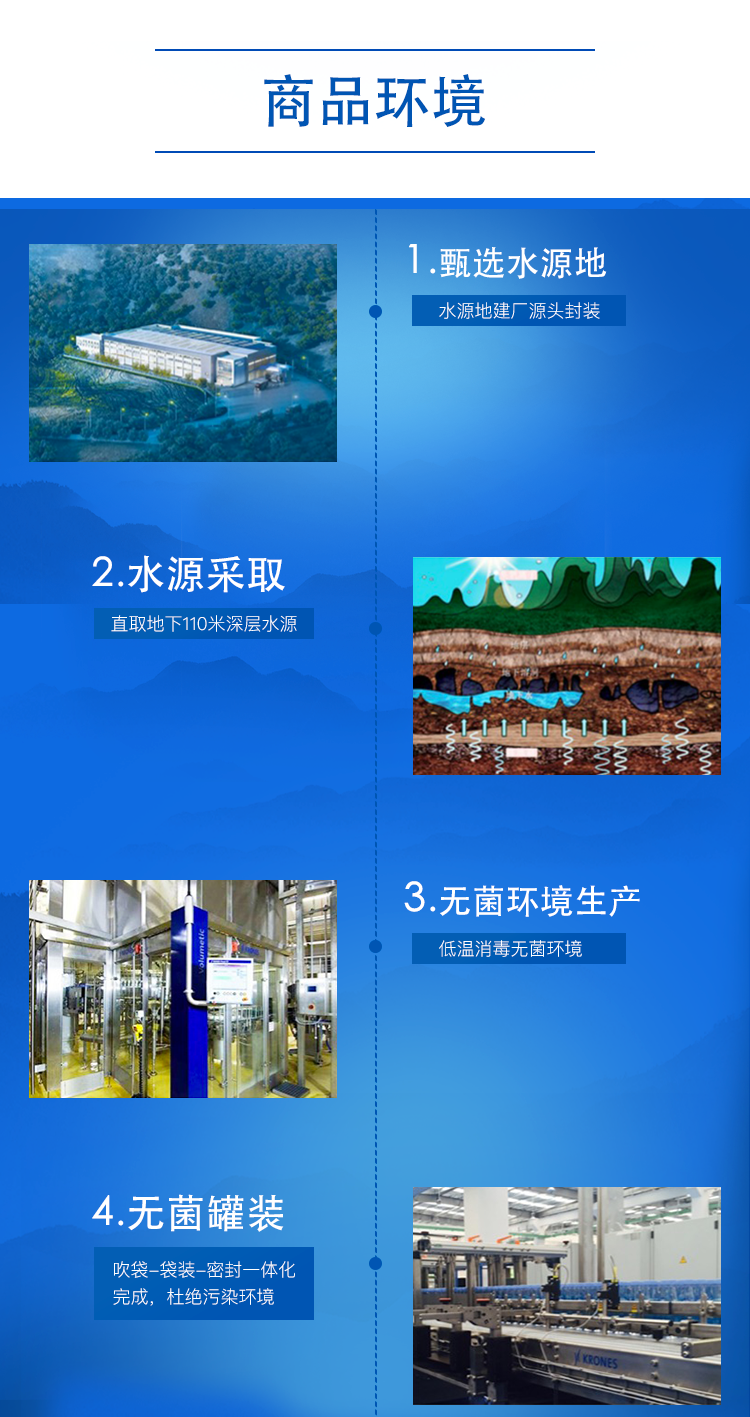 商品环境
1.甄选水源地
水源地建厂源头封装
2.水源采取
直取地下110米深层水源
3.无菌环境生产
低温消毒无菌环境
volumetic
4.无菌罐装
吹袋-袋装-密封一体化
完成，杜绝污染环境
KRONES